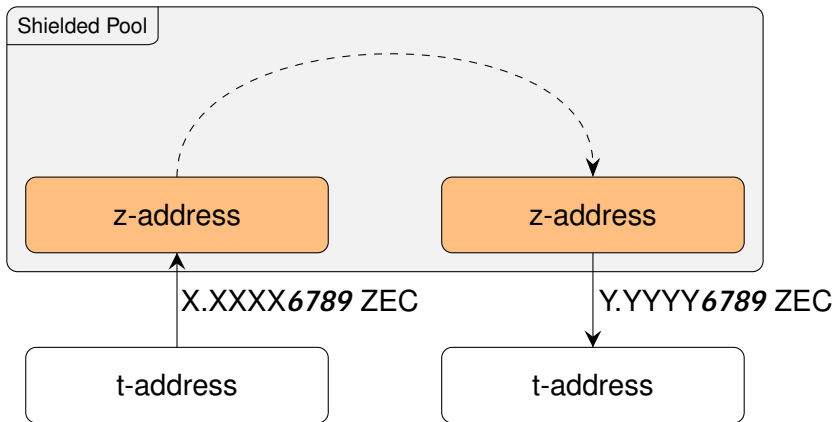 Shielded Pool
z-address
z-address
X.XXXX6789 ZEC
Y.YYYY6789 ZEC
t-address
t-address